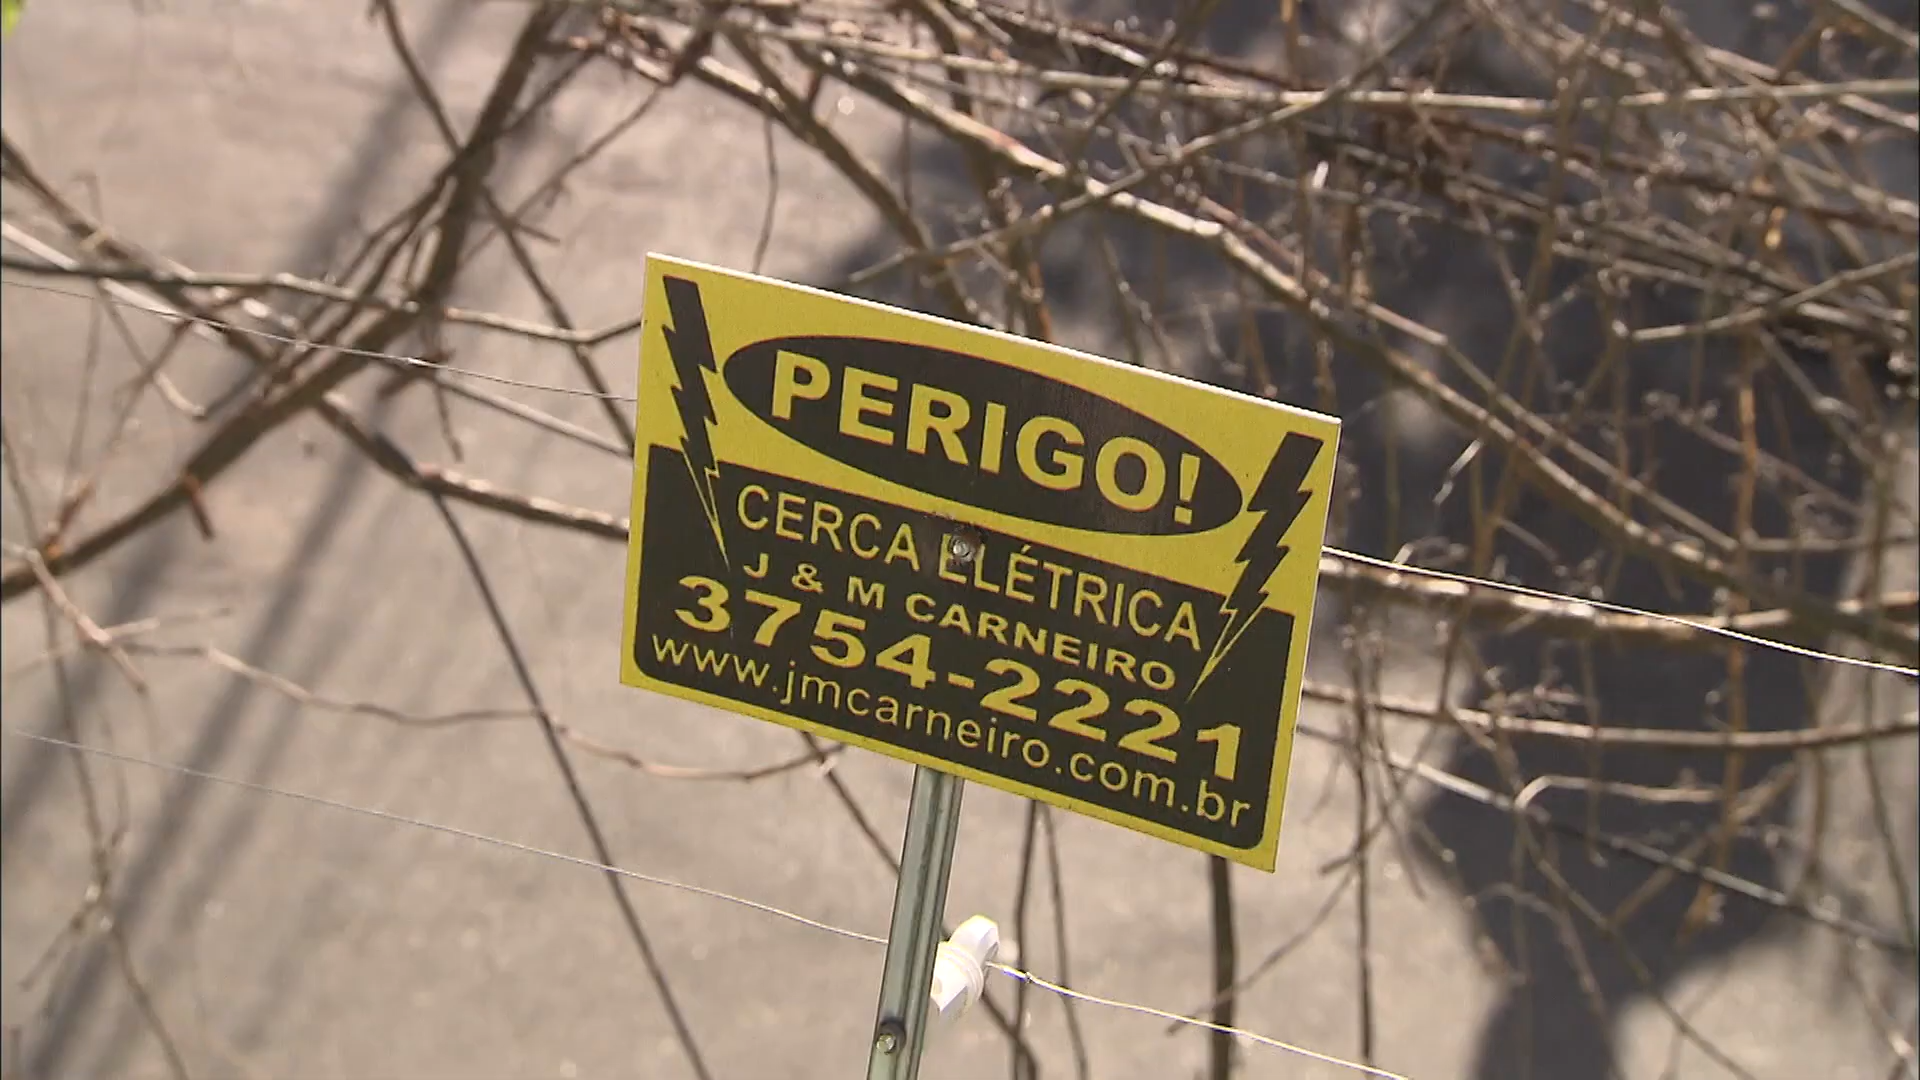 PERIGO!
CERCA ELÉTRICA
J & M CARNEIRO
3754-2221
www.jmcarneiro.com.br